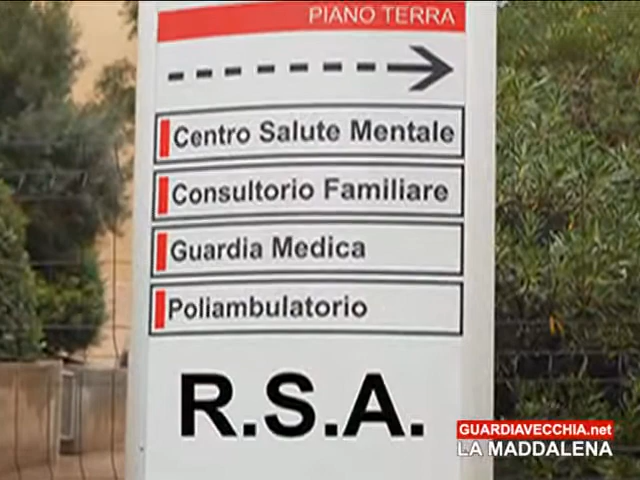 PIANO TERRA
Centro Salute Mentale
Consultorio Familiare
Guardia Medica
Poliambulatorio
R.S.A.
GUARDIAVECCHIA.net
LA MADDALENA